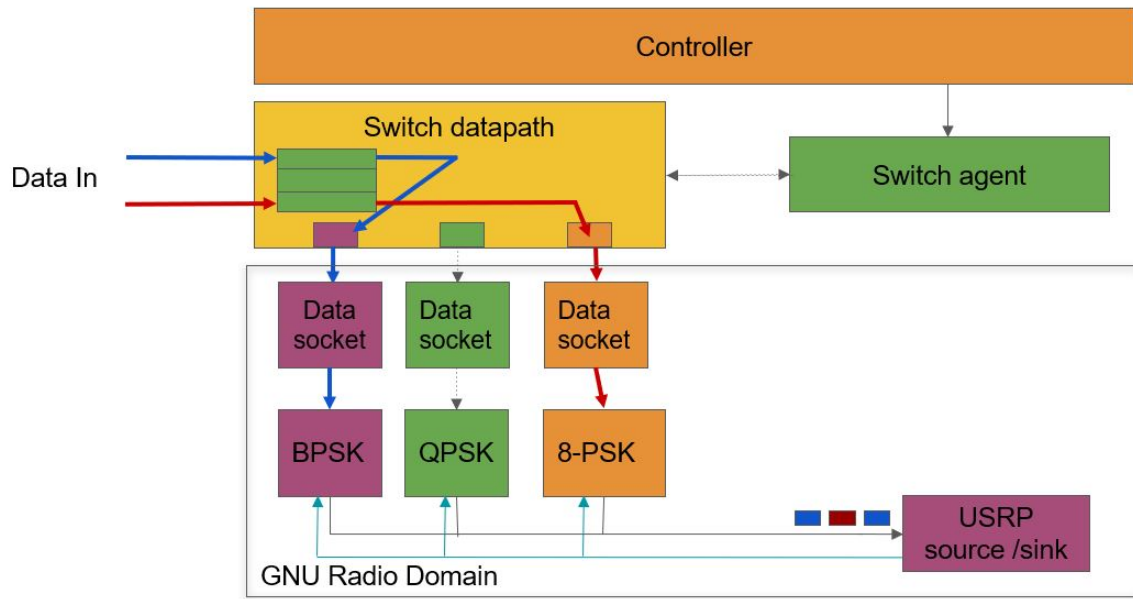 Controller
Switch datapath
Data In
Switch agent
Data
socket
Data
socket
Data
socket
BPSK
QPSK
8-PSK
USRP
source /sink
GNU Radio Domain